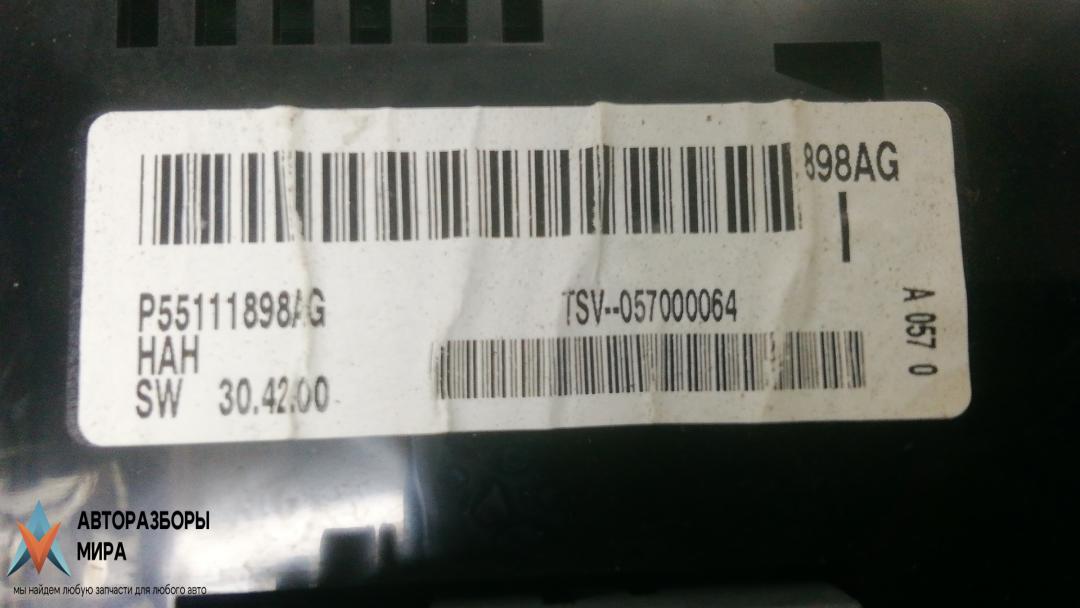 898AG
I
P55111898AG
HAH
SW 30.42.00
TSV--057000064
A 057 0
АВТОРАЗБОРЫ
МИРА
мы найдем любую запчасти для любого авто